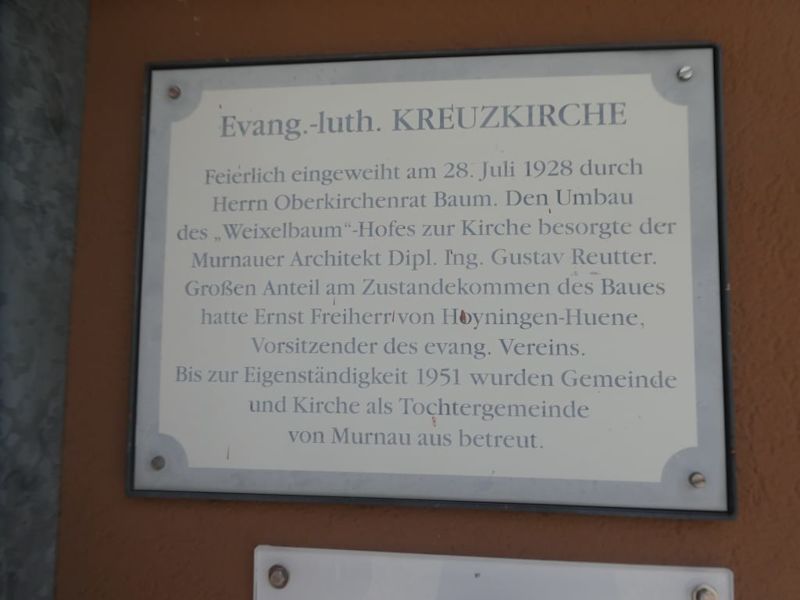 Evang.-luth. KREUZKIRCHE
Feierlich eingeweiht am 28. Juli 1928 durch
Herrn Oberkirchenrat Baum. Den Umbau
des „Weixelbaum“-Hofes zur Kirche besorgte der
Murnauer Architekt Dipl. Ing. Gustav Reutter.
Großen Anteil am Zustandekommen des Baues
hatte Ernst Freiherr von Hoyningen-Huene,
Vorsitzender des evang. Vereins.
Bis zur Eigenständigkeit 1951 wurden Gemeinde
und Kirche als Tochtergemeinde
von Murnau aus betreut.